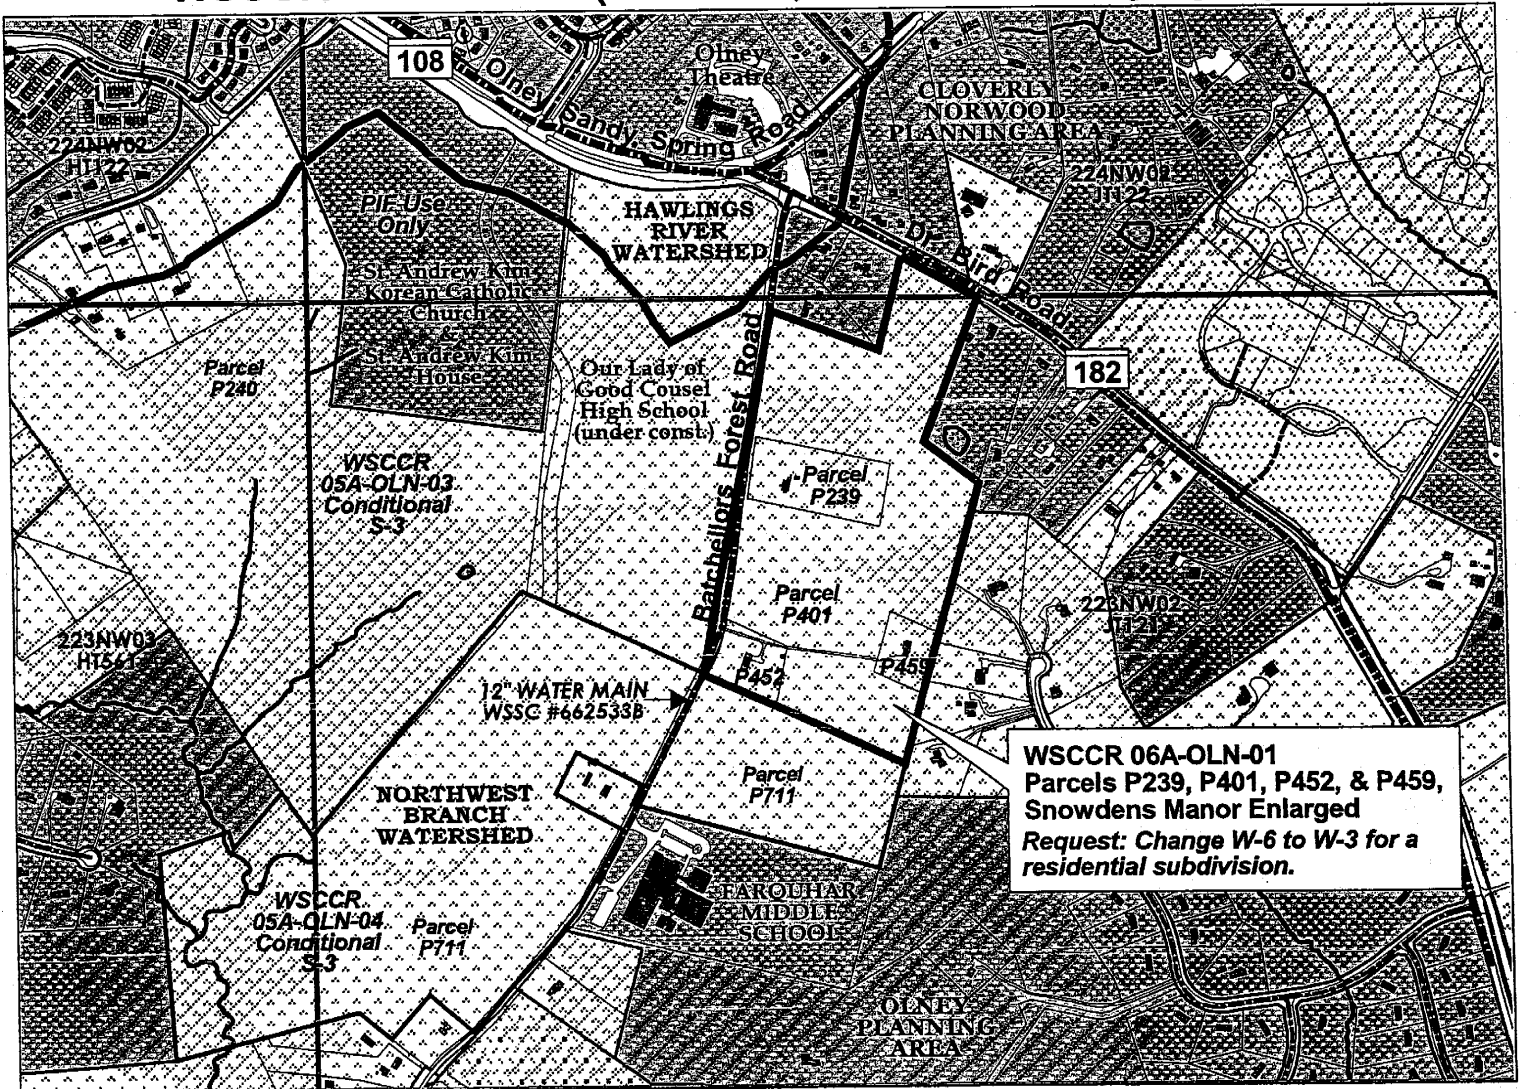 108
Olney Sandy Spring Road
Olney
Theatre
CLOVERLY
NORWOOD
PLANNING AREA
224NW02
HT122
224NW02
JT122
PIF Use
Only
HAWLINGS
RIVER
WATERSHED
Dr. Bird Road
St. Andrew Kim
Korean Catholic
Church
&
St. Andrew Kim
House
182
Parcel
P240
Our Lady of
Good Cousel
High School
(under const.)
Batchellors Forest Road
WSCCR
05A-OLN-03
Conditional
S-3
Parcel
P239
Parcel
P401
223NW02
JT121
223NW03
HT561
P452
P459
12" WATER MAIN
WSSC #662533B
WSCCR 06A-OLN-01
Parcels P239, P401, P452, & P459,
Snowdens Manor Enlarged
Request: Change W-6 to W-3 for a
residential subdivision.
Parcel
P711
NORTHWEST
BRANCH
WATERSHED
FARQUHAR
MIDDLE
SCHOOL
WSCCR
05A-OLN-04
Conditional
S-3
Parcel
P711
OLNEY
PLANNING
AREA